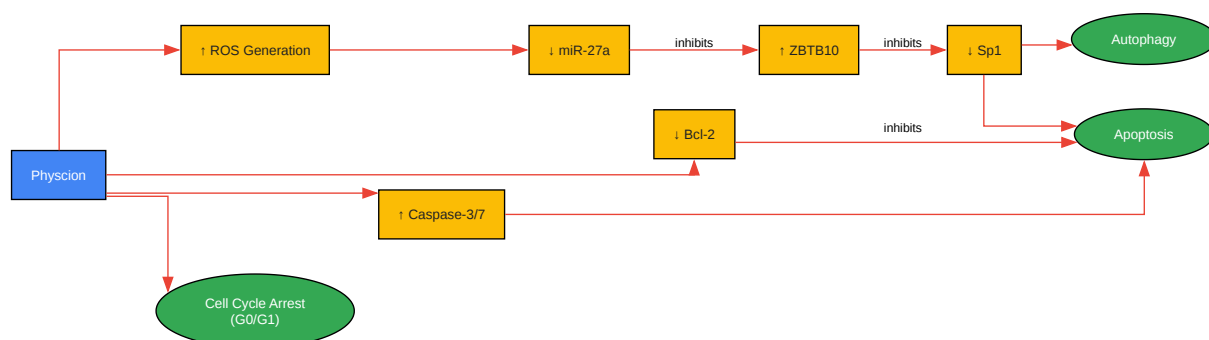 ↑ ROS Generation
↓ miR-27a
inhibits
↑ ZBTB10
inhibits
↓ Sp1
Autophagy
↓ Bcl-2
inhibits
Apoptosis
Physcion
↑ Caspase-3/7
Cell Cycle Arrest
(G0/G1)